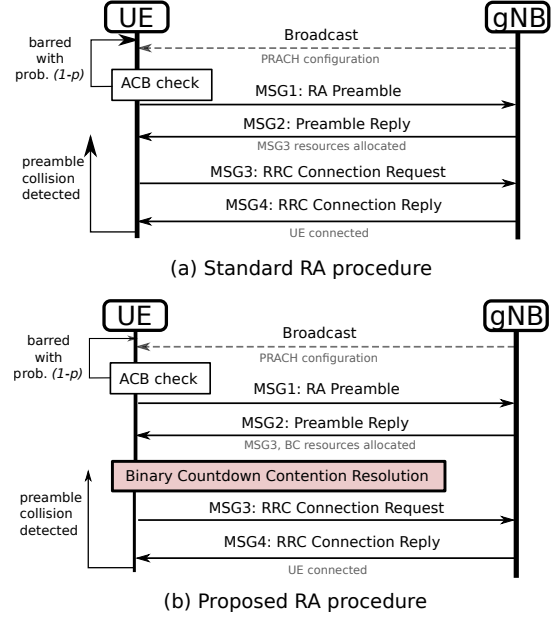 UE
gNB
barred
with
prob. (1-p)
Broadcast
PRACH configuration
ACB check
MSG1: RA Preamble
MSG2: Preamble Reply
MSG3 resources allocated
preamble
collision
detected
MSG3: RRC Connection Request
MSG4: RRC Connection Reply
UE connected
(a) Standard RA procedure
UE
gNB
barred
with
prob. (1-p)
Broadcast
PRACH configuration
ACB check
MSG1: RA Preamble
MSG2: Preamble Reply
MSG3, BC resources allocated
Binary Countdown Contention Resolution
preamble
collision
detected
MSG3: RRC Connection Request
MSG4: RRC Connection Reply
UE connected
(b) Proposed RA procedure